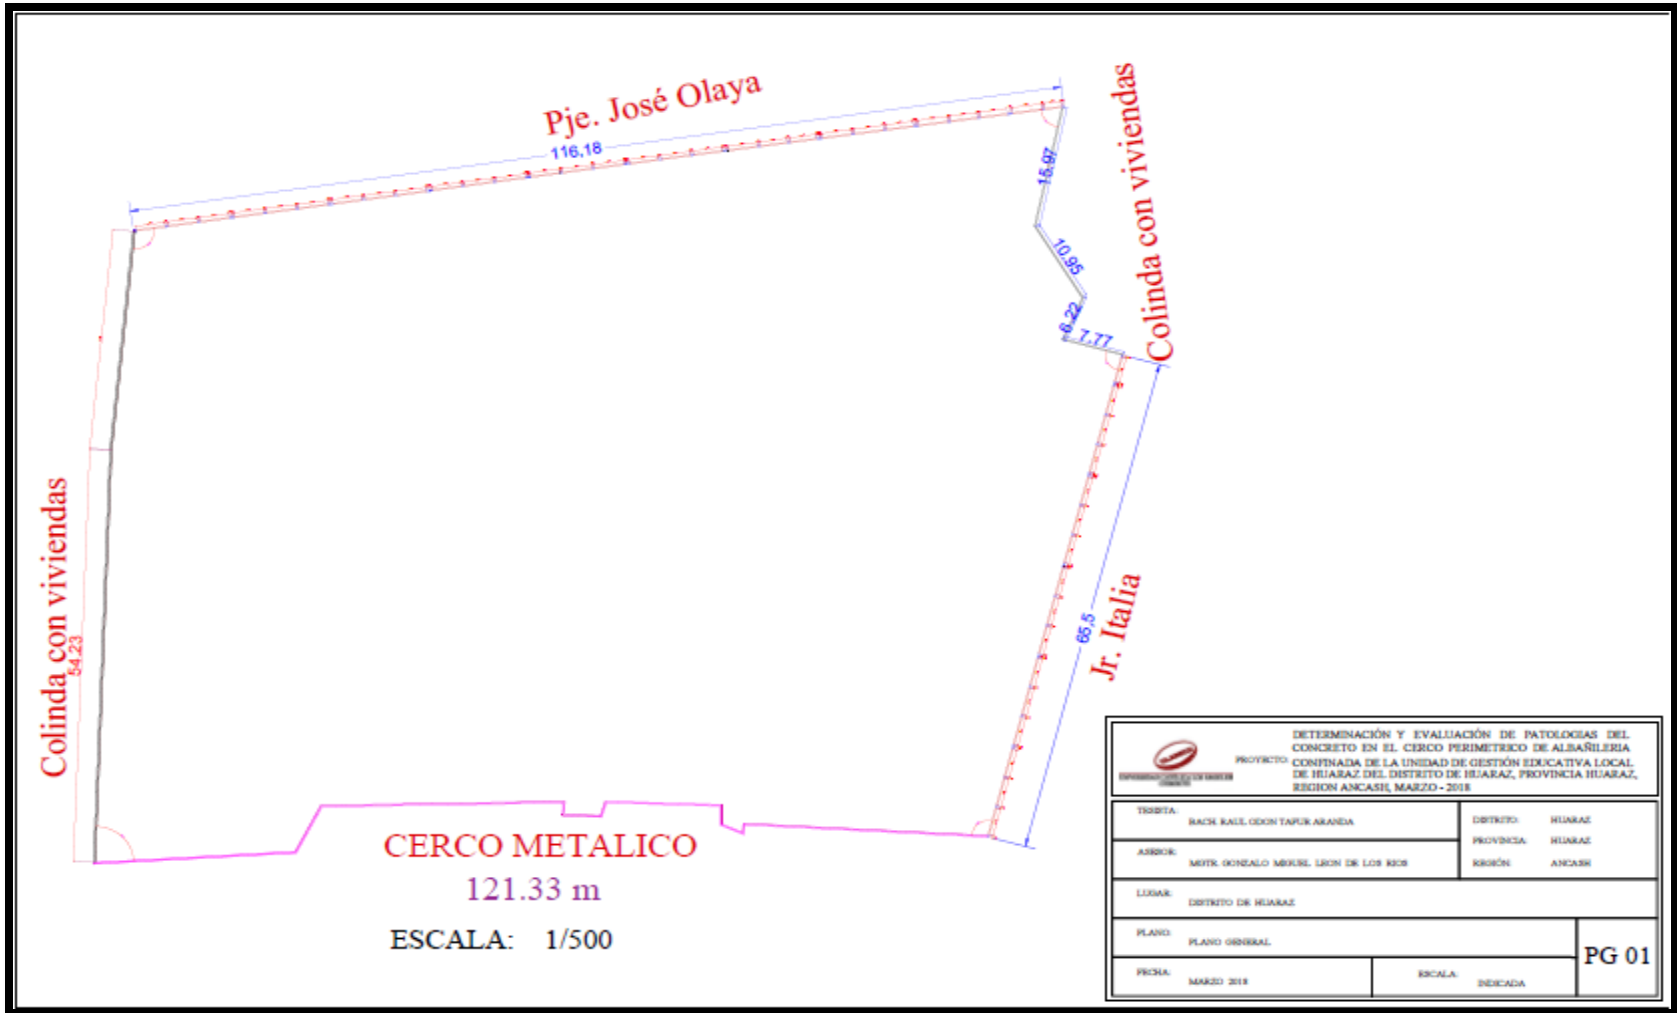 Pje. José Olaya
116,18
Colinda con viviendas
15,97
10,95
6,22
7,77
Colinda con viviendas
54,23
65,5
Jr. Italia
CERCO METALICO
121.33 m
ESCALA: 1/500
PROYECTO:
DETERMINACIÓN Y EVALUACIÓN DE PATOLOGIAS DEL
CONCRETO EN EL CERCO PERIMETRICO DE ALBAÑILERIA
CONFINADA DE LA UNIDAD DE GESTIÓN EDUCATIVA LOCAL
DE HUARAZ DEL DISTRITO DE HUARAZ, PROVINCIA HUARAZ,
REGION ANCASH, MARZO - 2018
TESISTA:
BACH. RAUL ODON TAFUR ARANDA
DISTRITO: HUARAZ
PROVINCIA: HUARAZ
REGIÓN: ANCASH
ASESOR:
MGTR. GONZALO MIGUEL LEON DE LOS RIOS
LUGAR:
DISTRITO DE HUARAZ
PLANO:
PLANO GENERAL
PG 01
FECHA:
MARZO 2018
ESCALA:
INDICADA